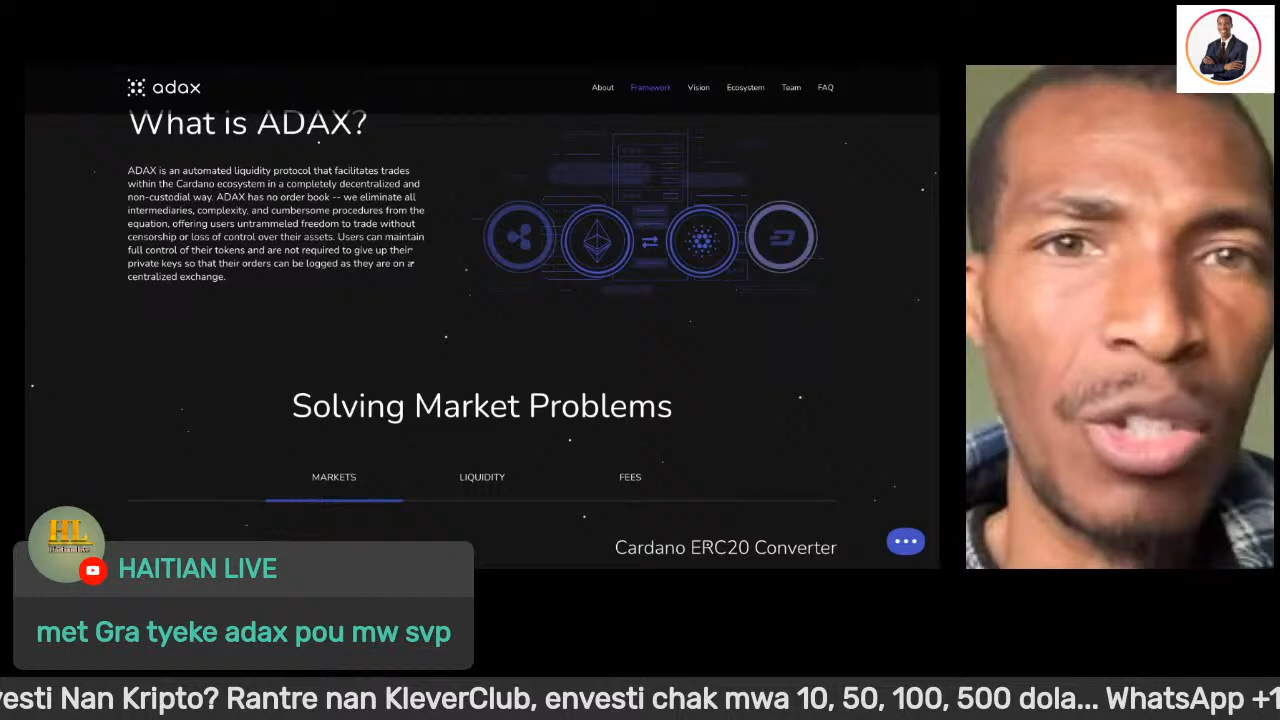 adax
About Framework Vision Ecosystem Team FAQ
What is ADAX?
ADAX is an automated liquidity protocol that facilitates trades
within the Cardano ecosystem in a completely decentralized and
non-custodial way. ADAX has no order book -- we eliminate all
intermediaries, complexity, and cumbersome procedures from the
equation, offering users untrammeled freedom to trade without
censorship or loss of control over their assets. Users can maintain
full control of their tokens and are not required to give up their
private keys so that their orders can be logged as they are on a
centralized exchange.
Solving Market Problems
MARKETS LIQUIDITY FEES
Cardano ERC20 Converter
HL
Haitian Live
HAITIAN LIVE
met Gra tyeke adax pou mw svp
vesti Nan Kripto? Rantre nan KleverClub, envesti chak mwa 10, 50, 100, 500 dola... WhatsApp +1